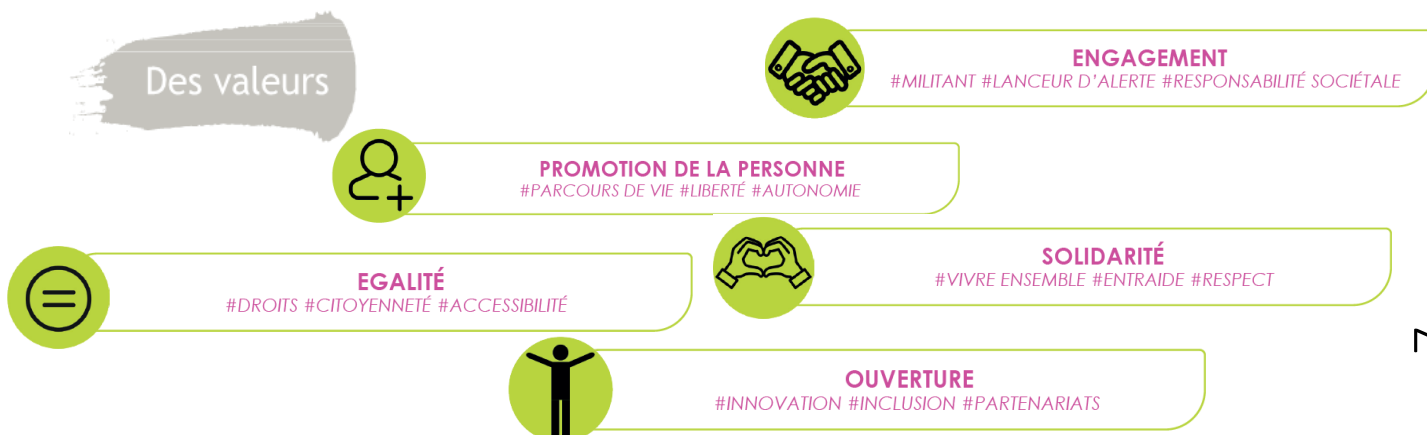 Des valeurs
ENGAGEMENT
#MILITANT #LANCEUR D'ALERTE #RESPONSABILITÉ SOCIÉTALE
PROMOTION DE LA PERSONNE
#PARCOURS DE VIE #LIBERTÉ #AUTONOMIE
SOLIDARITÉ
#VIVRE ENSEMBLE #ENTRAIDE #RESPECT
EGALITÉ
#DROITS #CITOYENNETÉ #ACCESSIBILITÉ
OUVERTURE
#INNOVATION #INCLUSION #PARTENARIATS